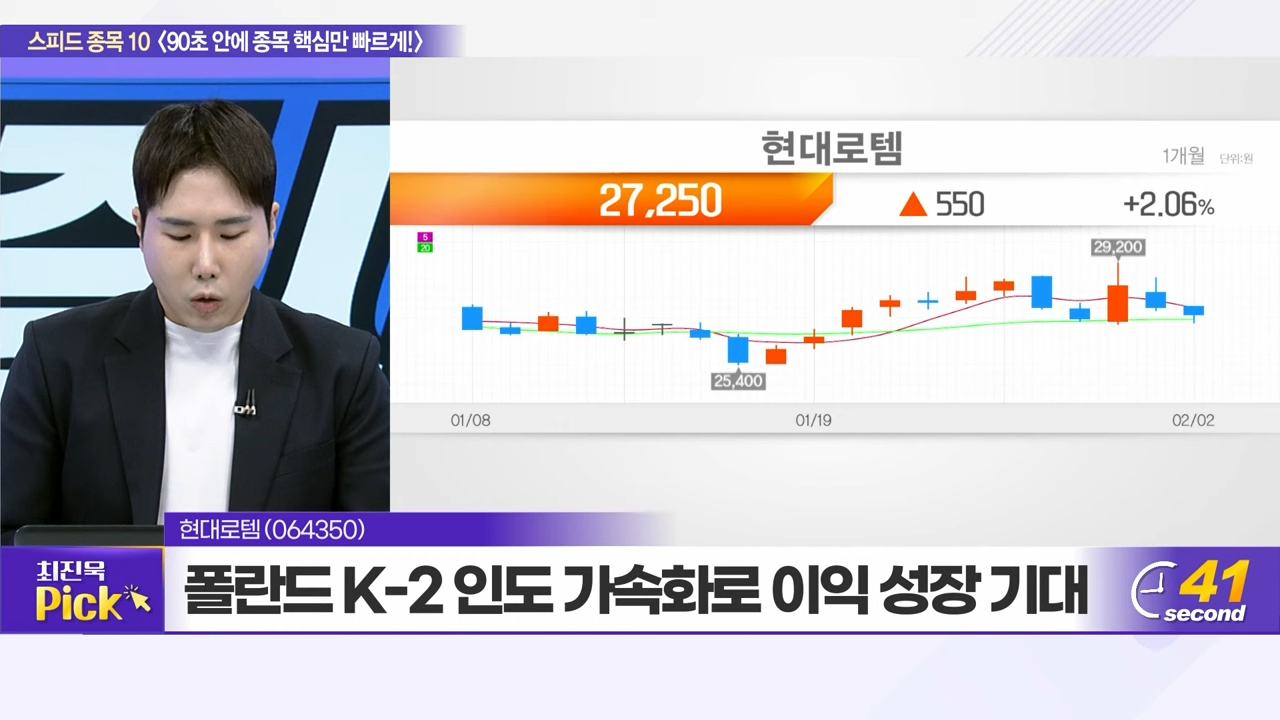 스피드 종목 10 <90초 안에 종목 핵심만 빠르게!>
현대로템
1개월 단위:원
27,250 ▲ 550 +2.06%
5
20
29,200
25,400
01/08 01/19 02/02
현대로템(064350)
최진욱
Pick
폴란드 K-2 인도 가속화로 이익 성장 기대
41
second